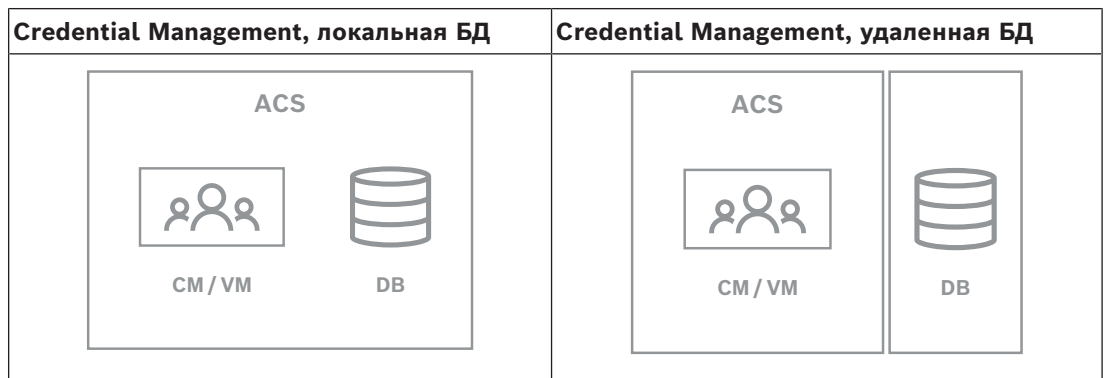 Credential Management, локальная БД
Credential Management, удаленная БД
ACS
CM / VM
DB
ACS
CM / VM
DB